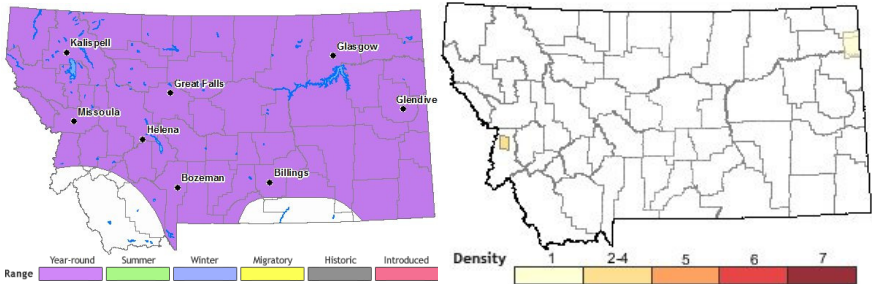 Kalispell
Glasgow
Great Falls
Glendive
Missoula
Helena
Bozeman
Billings
Year-round Summer Winter Migratory Historic Introduced
Range
Density
1 2-4 5 6 7